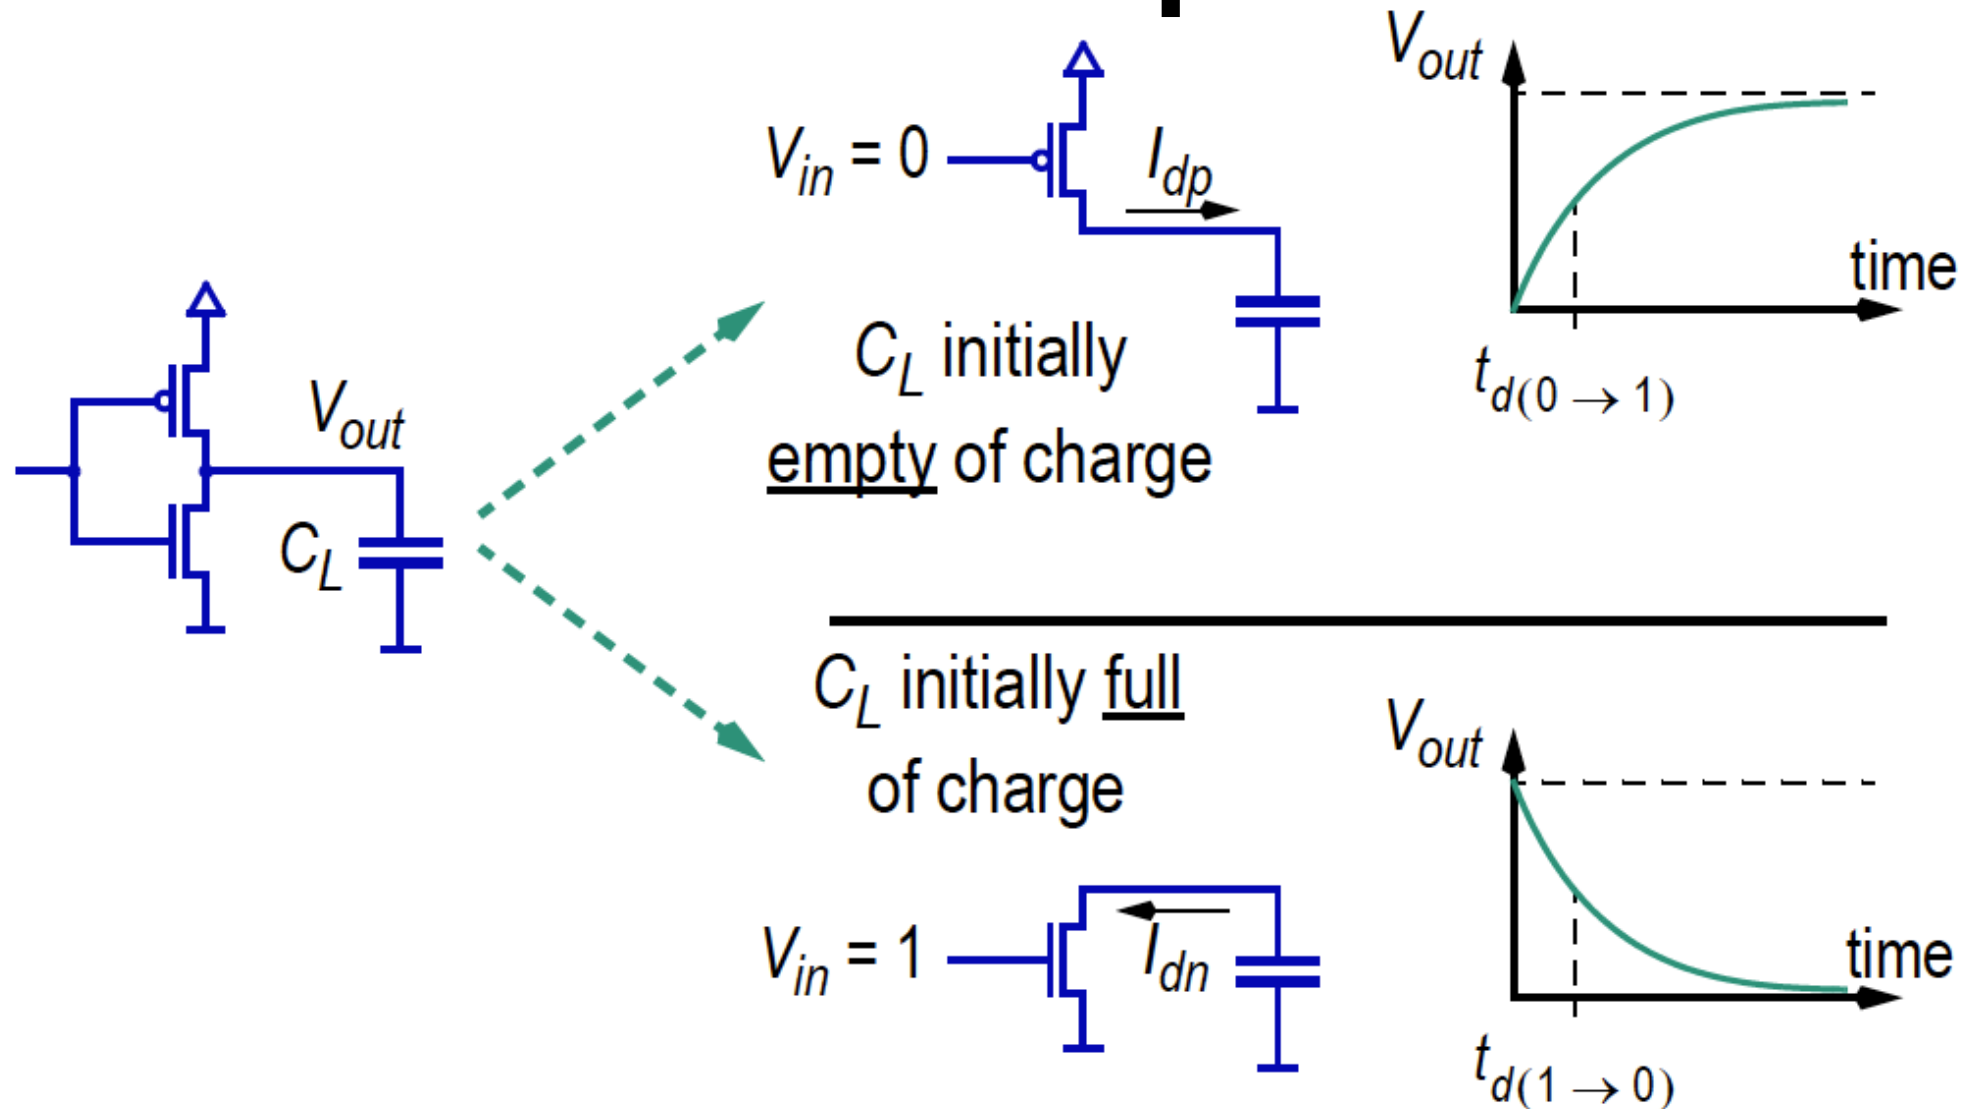 V_out
C_L
V_in = 0
I_dp
C_L initially
empty of charge
V_out
time
t_d(0 → 1)
C_L initially full
of charge
V_in = 1
I_dn
V_out
time
t_d(1 → 0)